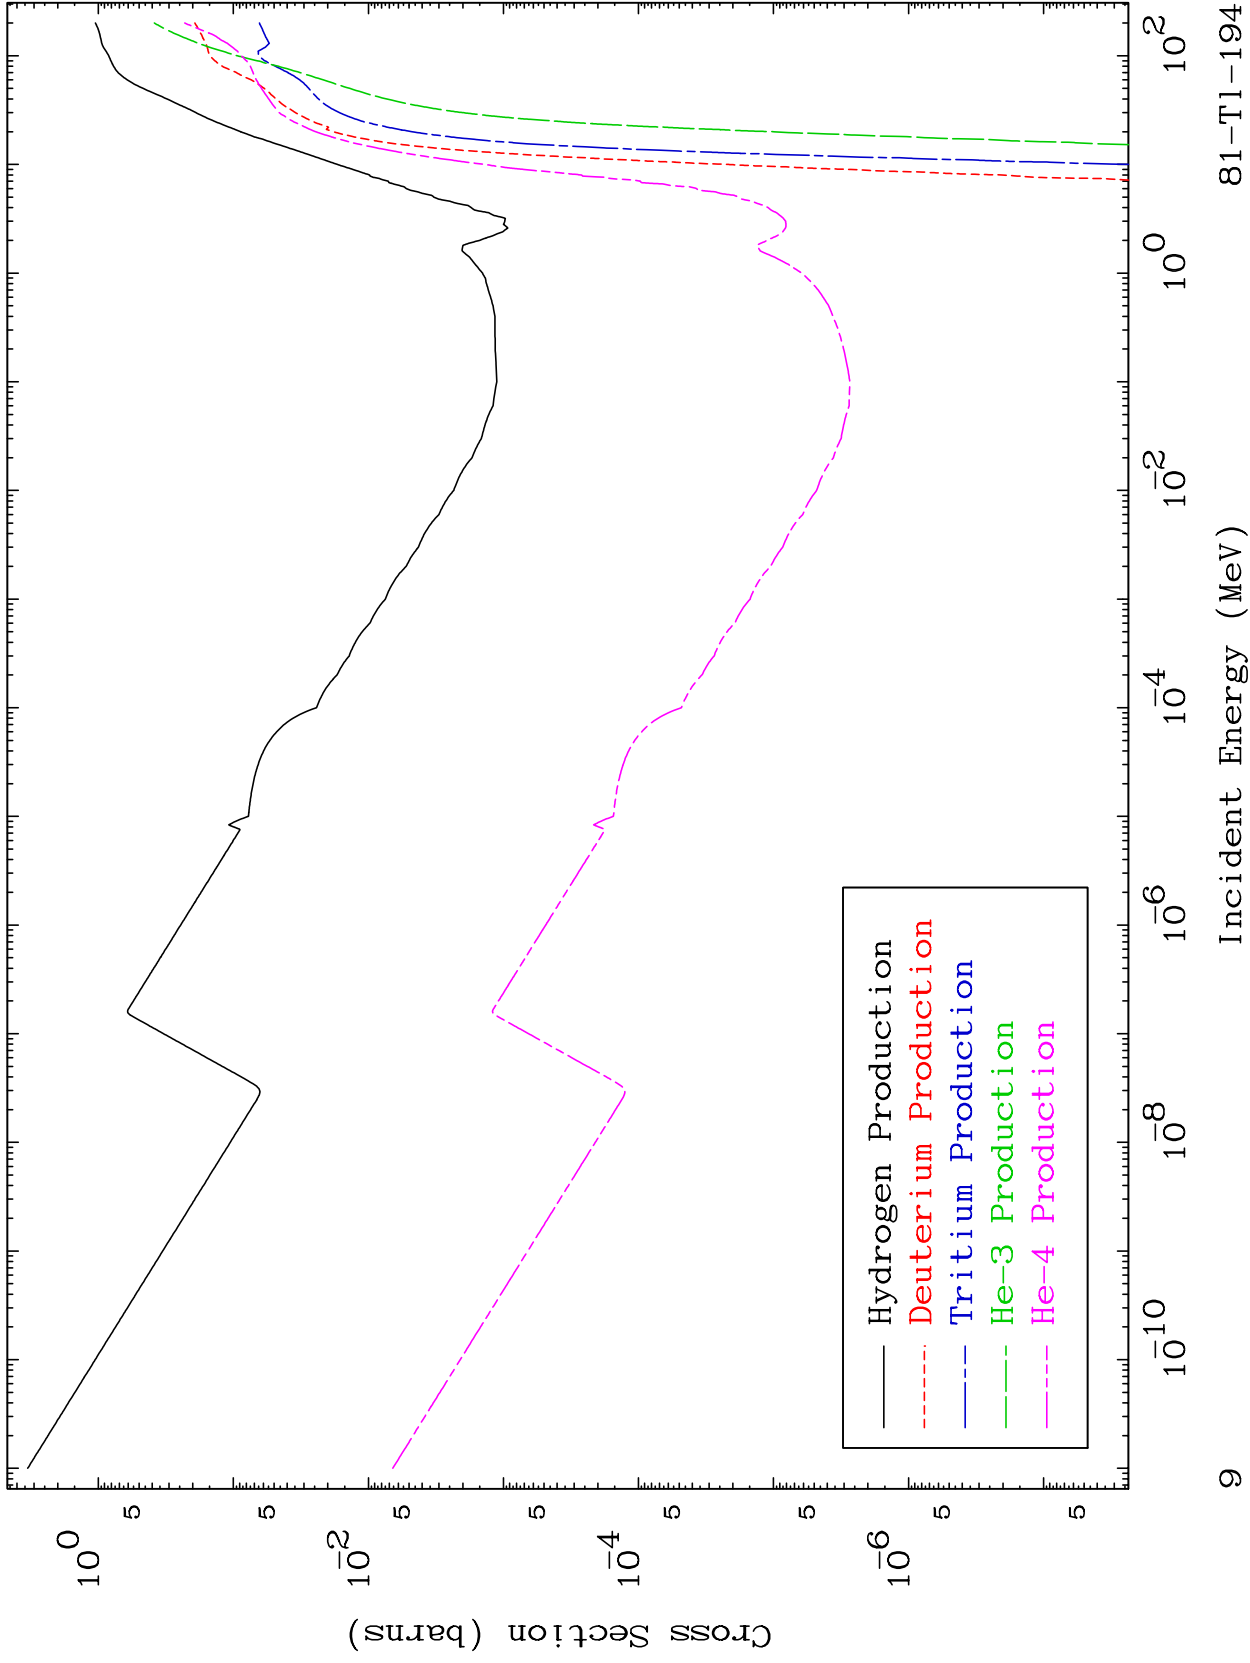 10 0
5
5
10 -2
5
5
10 -4
5
5
10 -6
5
5
Cross Section (barns)
Hydrogen Production
Deuterium Production
Tritium Production
He-3 Production
He-4 Production
10 -10
10 -8
10 -6
10 -4
10 -2
10 0
10 2
9
Incident Energy (MeV)
81-Tl-194